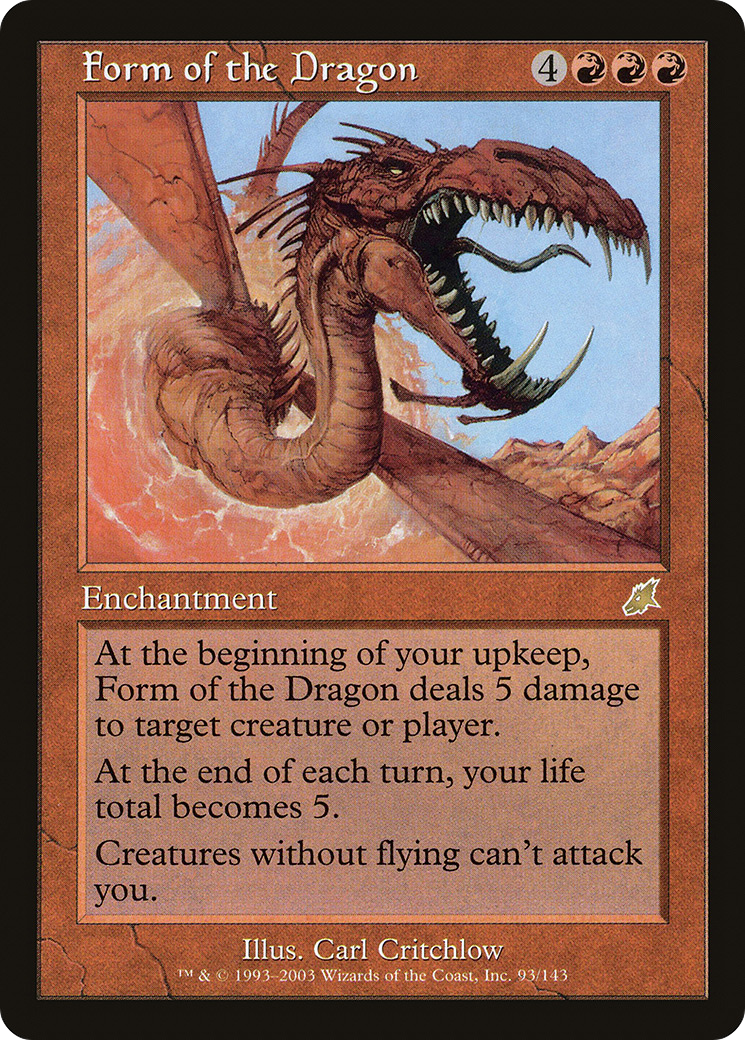 Form of the Dragon 4
Enchantment
At the beginning of your upkeep,
Form of the Dragon deals 5 damage
to target creature or player.
At the end of each turn, your life
total becomes 5.
Creatures without flying can't attack
you.
Illus. Carl Critchlow
™ & © 1993–2003 Wizards of the Coast, Inc. 93/143